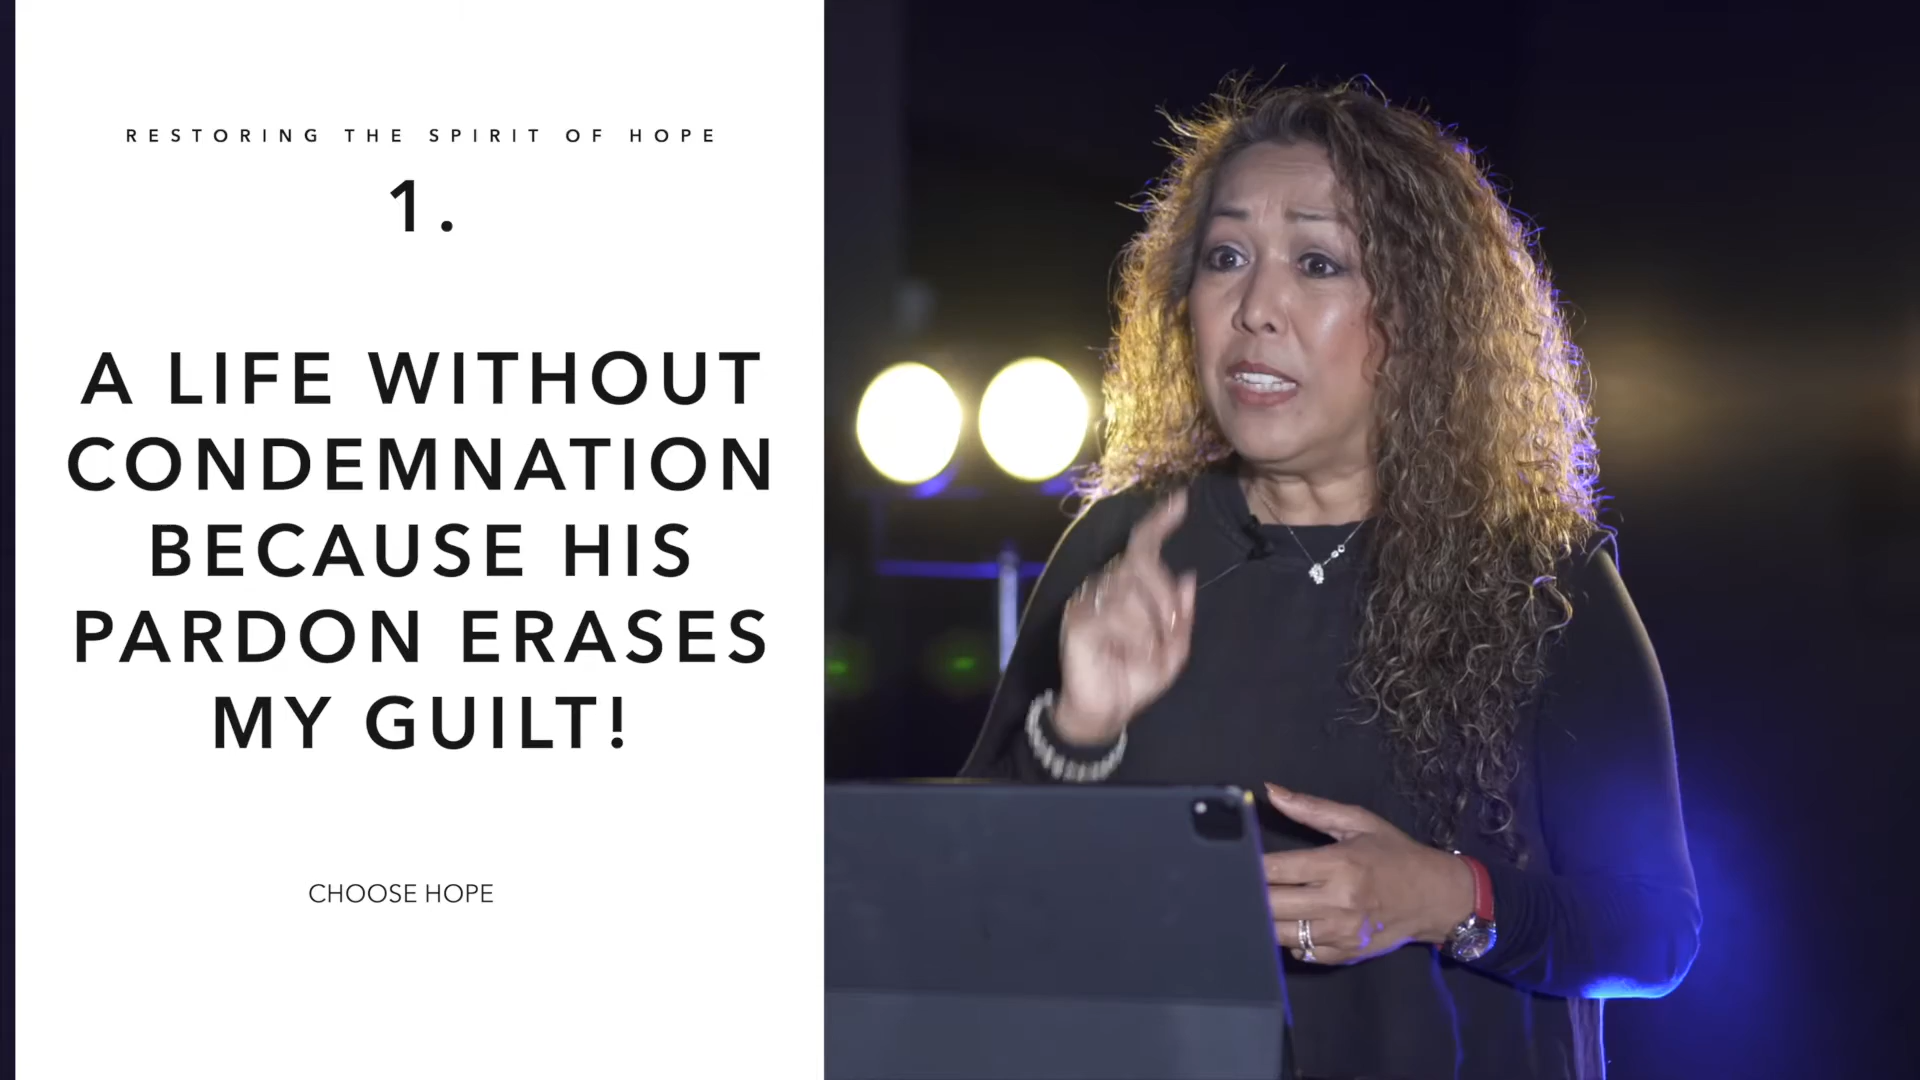 RESTORING THE SPIRIT OF HOPE
1.
A LIFE WITHOUT
CONDEMNATION
BECAUSE HIS
PARDON ERASES
MY GUILT!
CHOOSE HOPE